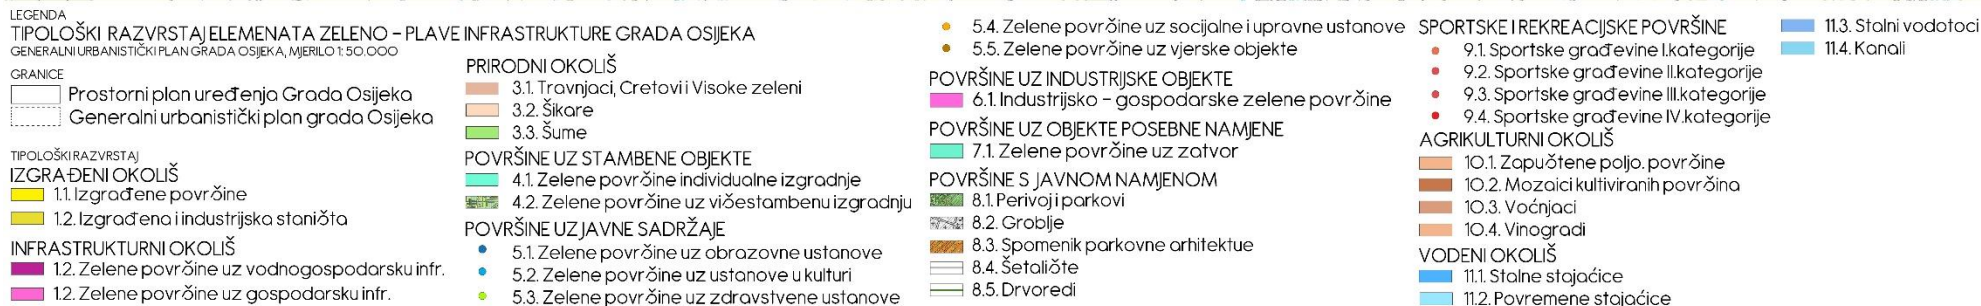 LEGENDA
TIPOLOŠKI RAZVRSTAJ ELEMENATA ZELENO - PLAVE INFRASTRUKTURE GRADA OSIJEKA
GENERALNI URBANISTIČKI PLAN GRADA OSIJEKA, MJERILO 1:50.000
GRANICE
Prostorni plan uređenja Grada Osijeka
Generalni urbanistički plan grada Osijeka
TIPOLOŠKI RAZVRSTAJ
IZGRAĐENI OKOLIŠ
1.1. Izgrađene površine
1.2. Izgrađena i industrijska staništa
INFRASTRUKTURNI OKOLIŠ
1.2. Zelene površine uz vodnogospodarsku infr.
1.2. Zelene površine uz gospodarsku infr.
PRIRODNI OKOLIŠ
3.1. Travnjaci, Cretovi i Visoke zeleni
3.2. Šikare
3.3. Šume
POVRŠINE UZ STAMBENE OBJEKTE
4.1. Zelene površine individualne izgradnje
4.2. Zelene površine uz višestambenu izgradnju
POVRŠINE UZ JAVNE SADRŽAJE
5.1. Zelene površine uz obrazovne ustanove
5.2. Zelene površine uz ustanove u kulturi
5.3. Zelene površine uz zdravstvene ustanove
5.4. Zelene površine uz socijalne i upravne ustanove
5.5. Zelene površine uz vjerske objekte
POVRŠINE UZ INDUSTRIJSKE OBJEKTE
6.1. Industrijsko - gospodarske zelene površine
POVRŠINE UZ OBJEKTE POSEBNE NAMJENE
7.1. Zelene površine uz zatvor
POVRŠINE S JAVNOM NAMJENOM
8.1. Perivoj i parkovi
8.2. Groblje
8.3. Spomenik parkovne arhitektue
8.4. Šetalište
8.5. Drvoredi
SPORTSKE I REKREACIJSKE POVRŠINE
9.1. Sportske građevine I.kategorije
9.2. Sportske građevine II.kategorije
9.3. Sportske građevine III.kategorije
9.4. Sportske građevine IV.kategorije
AGRIKULTURNI OKOLIŠ
10.1. Zapuštene poljo. površine
10.2. Mozaici kultiviranih površina
10.3. Voćnjaci
10.4. Vinogradi
VODENI OKOLIŠ
11.1. Stalne stajaćice
11.2. Povremene stajaćice
11.3. Stalni vodotoci
11.4. Kanali